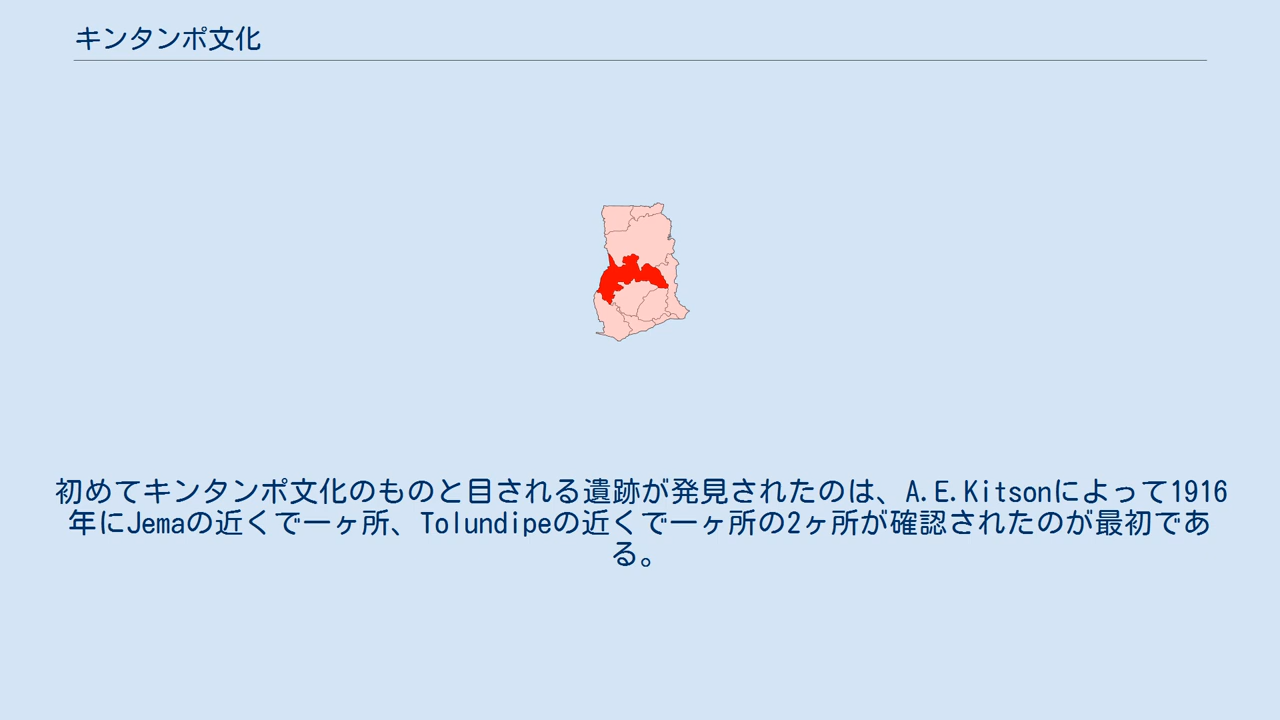 キンタンポ文化
初めてキンタンポ文化のものと目される遺跡が発見されたのは、A.E.Kitsonによって1916
年にJemaの近くで一ヶ所、Tolundipeの近くで一ヶ所の2ヶ所が確認されたのが最初であ
る。